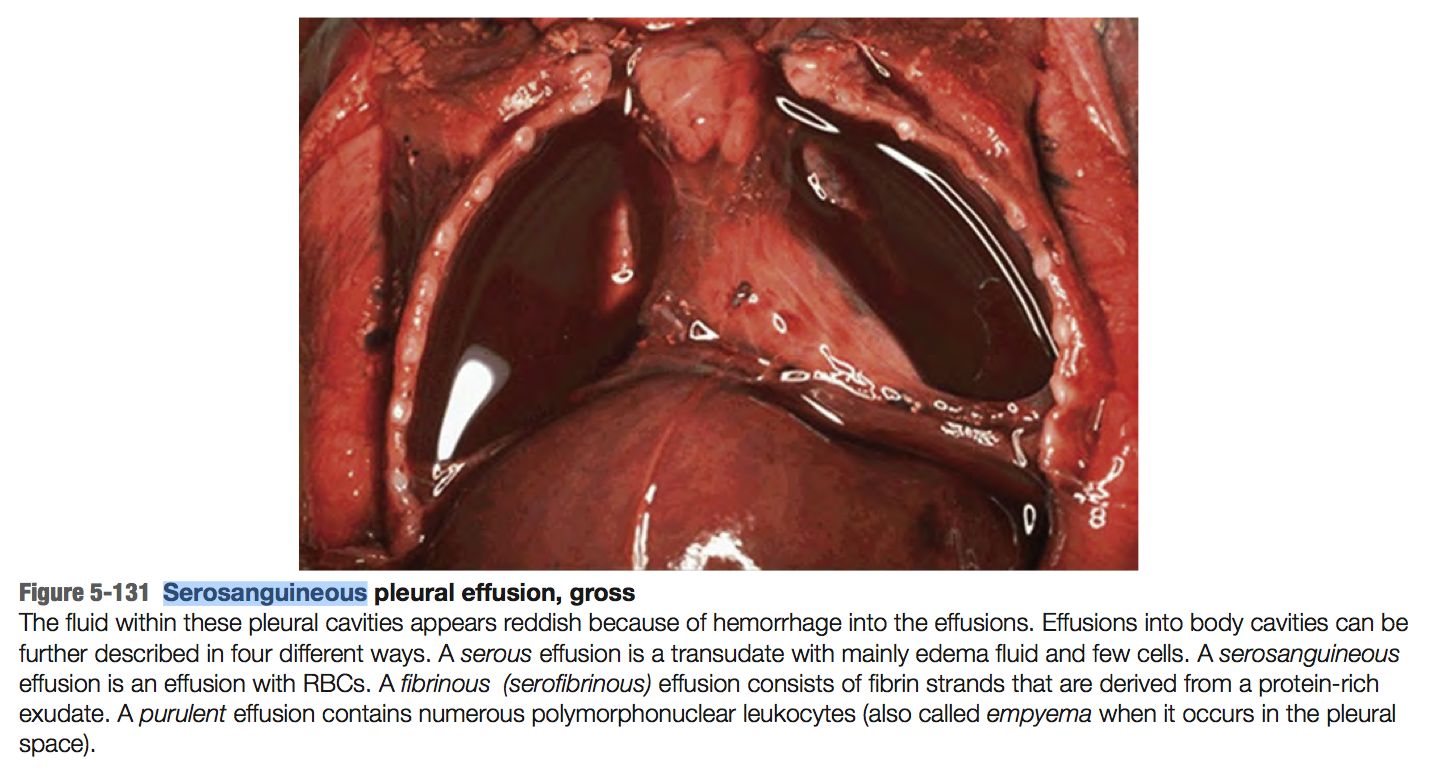 Figure 5-131 Serosanguineous pleural effusion, gross
The fluid within these pleural cavities appears reddish because of hemorrhage into the effusions. Effusions into body cavities can be
further described in four different ways. A serous effusion is a transudate with mainly edema fluid and few cells. A serosanguineous
effusion is an effusion with RBCs. A fibrinous (serofibrinous) effusion consists of fibrin strands that are derived from a protein-rich
exudate. A purulent effusion contains numerous polymorphonuclear leukocytes (also called empyema when it occurs in the pleural
space).